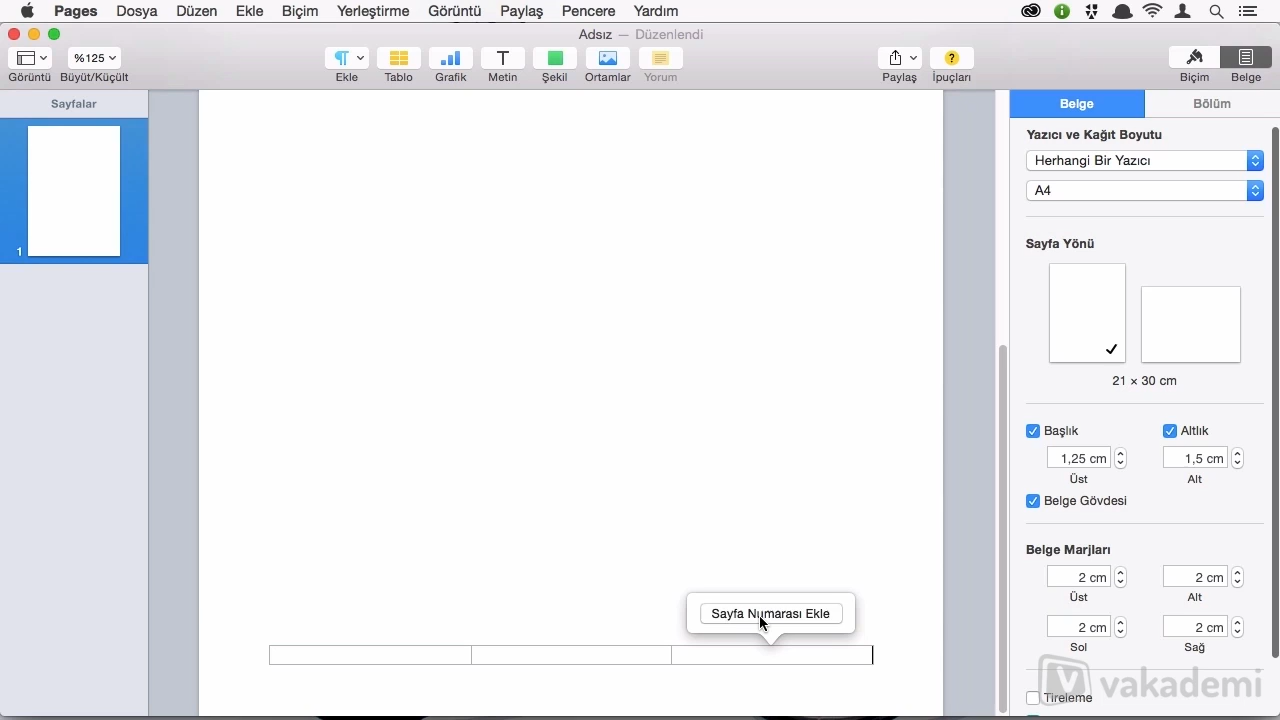 Pages Dosya Düzen Ekle Biçim Yerleştirme Görüntü Paylaş Pencere Yardım
Adsız — Düzenlendi
%125
Görüntü Büyüt/Küçült Ekle Tablo Grafik Metin Şekil Ortamlar Yorum Paylaş İpuçları Biçim Belge
Sayfalar
1
Belge Bölüm
Yazıcı ve Kağıt Boyutu
Herhangi Bir Yazıcı
A4
Sayfa Yönü
21 × 30 cm
Başlık Altlık
1,25 cm 1,5 cm
Üst Alt
Belge Gövdesi
Belge Marjları
2 cm 2 cm
Üst Alt
2 cm 2 cm
Sol Sağ
Tireleme
Sayfa Numarası Ekle
vakademi